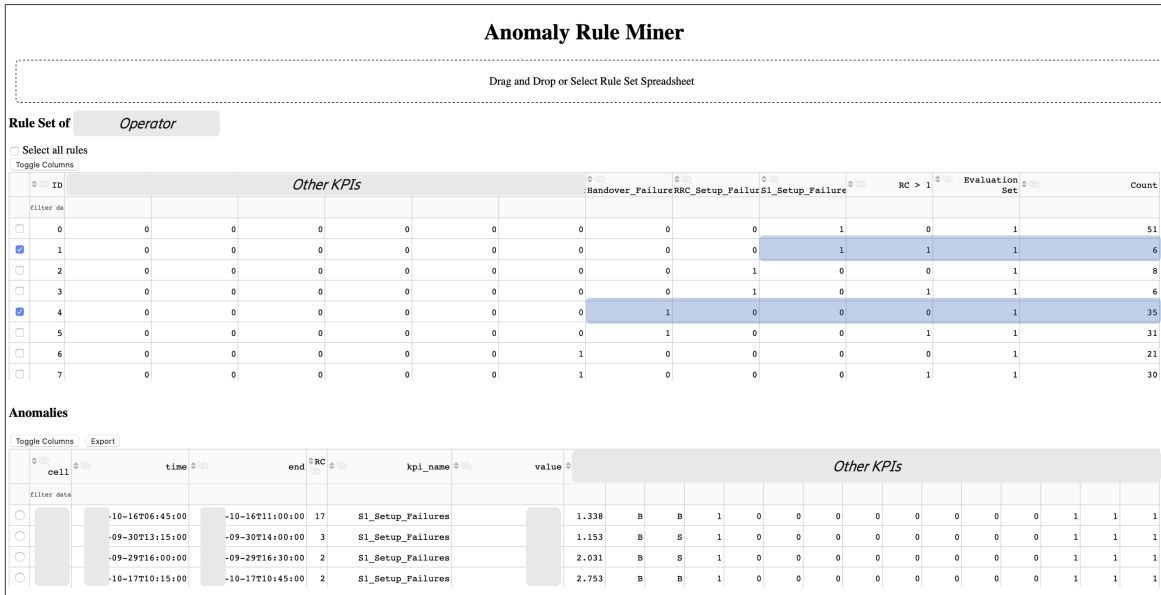 Anomaly Rule Miner
Drag and Drop or Select Rule Set Spreadsheet
Rule Set of Operator
Select all rules
Toggle Columns
ID Other KPIs :Handover_Failure RRC_Setup_Failur S1_Setup_Failure RC > 1 Evaluation Set Count
filter da
0 0 0 0 0 0 0 0 0 1 0 1 51
1 0 0 0 0 0 0 0 0 1 1 1 6
2 0 0 0 0 0 0 0 1 0 0 1 8
3 0 0 0 0 0 0 0 1 0 1 1 6
4 0 0 0 0 0 0 1 0 0 0 1 35
5 0 0 0 0 0 0 1 0 0 1 1 31
6 0 0 0 0 0 1 0 0 0 0 1 21
7 0 0 0 0 0 1 0 0 0 1 1 30
Anomalies
Toggle Columns Export
cell time end RC kpi_name value Other KPIs
filter data
-10-16T06:45:00 -10-16T11:00:00 17 S1_Setup_Failures 1.338 B B 1 0 0 0 0 0 0 0 0 1 1 1
-09-30T13:15:00 -09-30T14:00:00 3 S1_Setup_Failures 1.153 B S 1 0 0 0 0 0 0 0 0 1 1 1
-09-29T16:00:00 -09-29T16:30:00 2 S1_Setup_Failures 2.031 B S 1 0 0 0 0 0 0 0 0 1 1 1
-10-17T10:15:00 -10-17T10:45:00 2 S1_Setup_Failures 2.753 B B 1 0 0 0 0 0 0 0 0 1 1 1